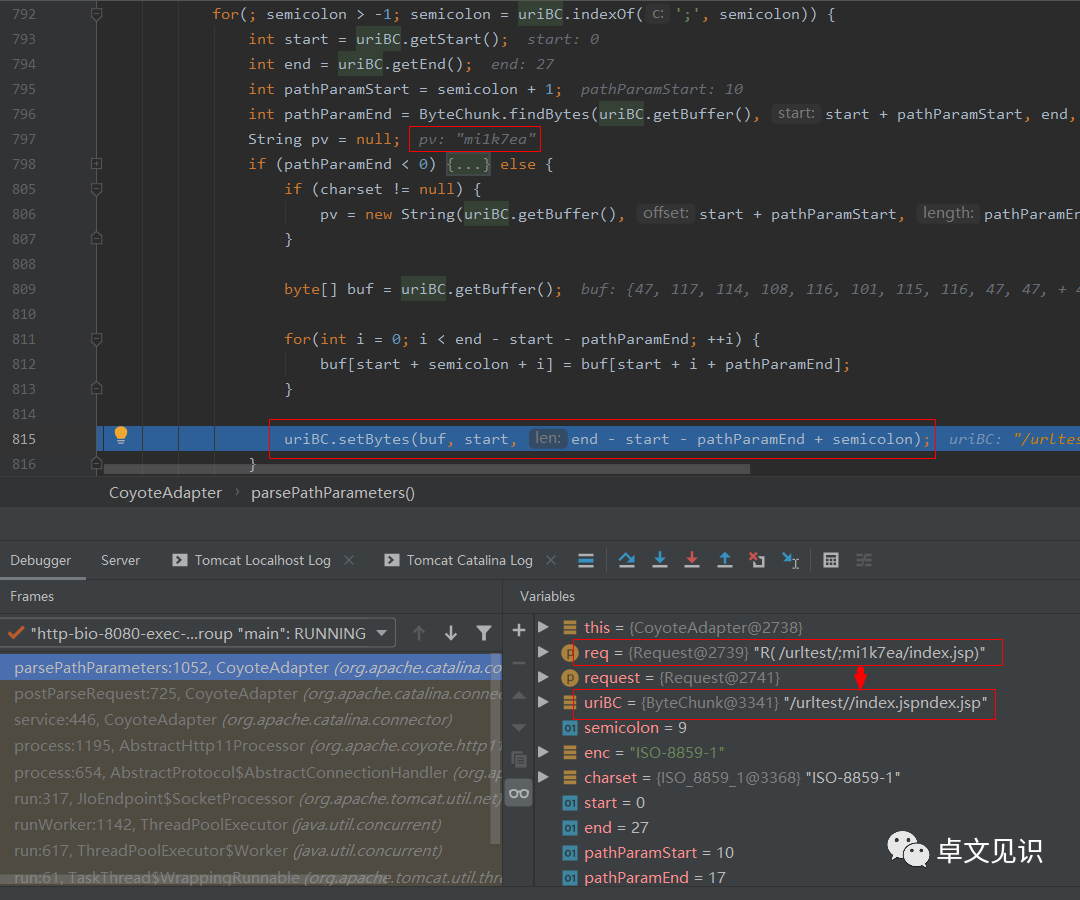 792 for(; semicolon > -1; semicolon = uriBC.indexOf( c: ';', semicolon)) {
793 int start = uriBC.getStart(); start: 0
794 int end = uriBC.getEnd(); end: 27
795 int pathParamStart = semicolon + 1; pathParamStart: 10
796 int pathParamEnd = ByteChunk.findBytes(uriBC.getBuffer(), start: start + pathParamStart, end,
797 String pv = null; pv: "mi1k7ea"
798 if (pathParamEnd < 0) {...} else {
805 if (charset != null) {
806 pv = new String(uriBC.getBuffer(), offset: start + pathParamStart, length: pathParamEn
807 }
808
809 byte[] buf = uriBC.getBuffer(); buf: {47, 117, 114, 108, 116, 101, 115, 116, 47, 47, + 4
810
811 for(int i = 0; i < end - start - pathParamEnd; ++i) {
812 buf[start + semicolon + i] = buf[start + i + pathParamEnd];
813 }
814
815 uriBC.setBytes(buf, start, len: end - start - pathParamEnd + semicolon); uriBC: "/urltes
816 }
CoyoteAdapter › parsePathParameters()
Debugger Server Tomcat Localhost Log Tomcat Catalina Log
Frames Variables
"http-bio-8080-exec-...roup "main": RUNNING
parsePathParameters:1052, CoyoteAdapter (org.apache.catalina.co
postParseRequest:725, CoyoteAdapter (org.apache.catalina.conne
service:446, CoyoteAdapter (org.apache.catalina.connector)
process:1195, AbstractHttp11Processor (org.apache.coyote.http1
process:654, AbstractProtocol$AbstractConnectionHandler (org.ap
run:317, JIoEndpoint$SocketProcessor (org.apache.tomcat.util.net)
runWorker:1142, ThreadPoolExecutor (java.util.concurrent)
run:617, ThreadPoolExecutor$Worker (java.util.concurrent)
run:61, TaskThread$WrappingRunnable (org.apache.tomcat.util.thre
this = {CoyoteAdapter@2738}
req = {Request@2739} "R( /urltest/;mi1k7ea/index.jsp)"
request = {Request@2741}
uriBC = {ByteChunk@3341} "/urltest//index.jspndex.jsp"
semicolon = 9
enc = "ISO-8859-1"
charset = {ISO_8859_1@3368} "ISO-8859-1"
start = 0
end = 27
pathParamStart = 10
pathParamEnd = 17
卓文见识